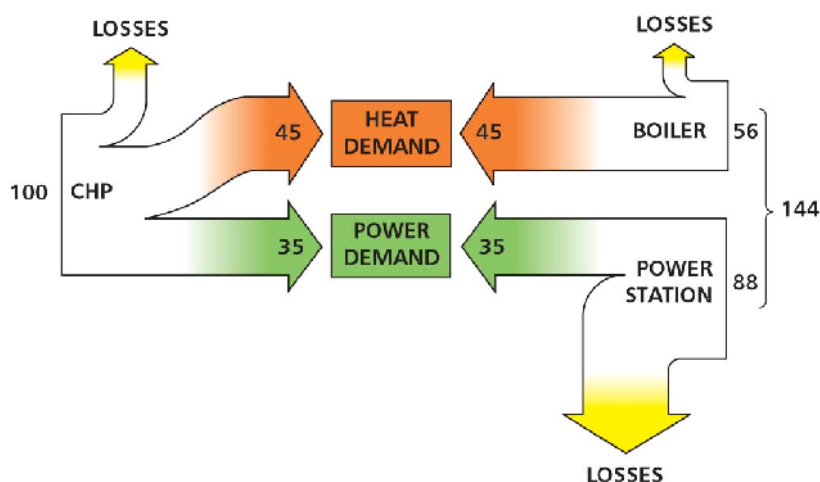 LOSSES
LOSSES
45
HEAT
DEMAND
45
BOILER
56
100
CHP
144
35
POWER
DEMAND
35
POWER
STATION
88
LOSSES